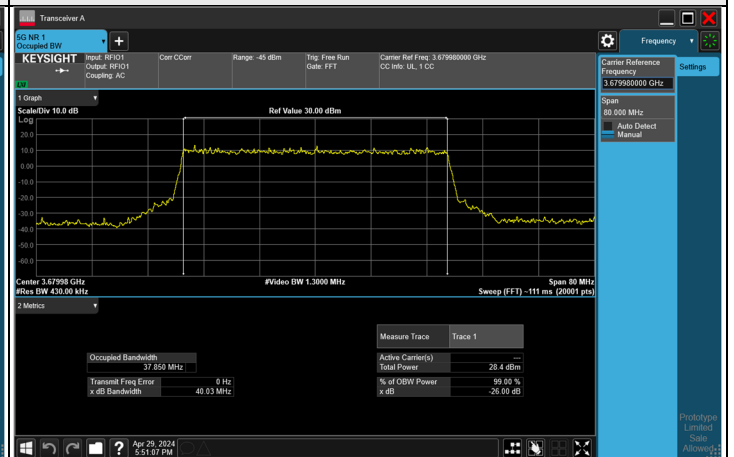 Transceiver A
5G NR 1
Occupied BW
+
Frequency
KEYSIGHT
Input: RFIO1
Output: RFIO1
Coupling: AC
Corr CCorr
Range: -45 dBm
Trig: Free Run
Gate: FFT
Carrier Ref Freq: 3.679980000 GHz
CC Info: UL, 1 CC
LXI
Carrier Reference
Frequency
3.679980000 GHz
Settings
Span
80.000 MHz
Auto Detect
Manual
1 Graph
Scale/Div 10.0 dB
Ref Value 30.00 dBm
Log
20.0
10.0
0.00
-10.0
-20.0
-30.0
-40.0
-50.0
-60.0
Center 3.67998 GHz
#Video BW 1.3000 MHz
Span 80 MHz
#Res BW 430.00 kHz
Sweep (FFT) ~111 ms (20001 pts)
2 Metrics
Measure Trace
Trace 1
Occupied Bandwidth
37.850 MHz
Active Carrier(s)
---
Total Power
28.4 dBm
Transmit Freq Error
0 Hz
x dB Bandwidth
40.03 MHz
% of OBW Power
99.00 %
x dB
-26.00 dB
Prototype
Limited
Sale
Allowed
?
Apr 29, 2024
5:51:07 PM